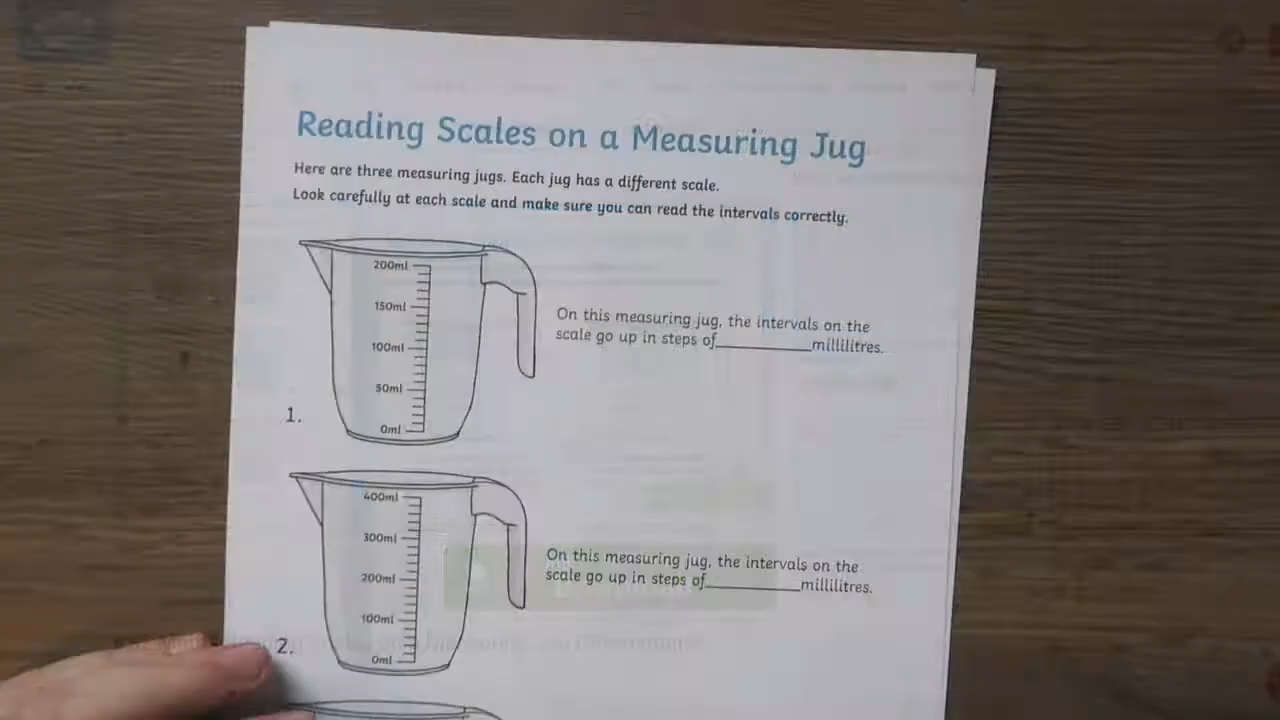 Reading Scales on a Measuring Jug
Here are three measuring jugs. Each jug has a different scale.
Look carefully at each scale and make sure you can read the intervals correctly.
200ml
150ml
100ml
50ml
0ml
On this measuring jug, the intervals on the
scale go up in steps of__________millilitres.
1.
400ml
300ml
200ml
100ml
0ml
On this measuring jug, the intervals on the
scale go up in steps of__________millilitres.
2.